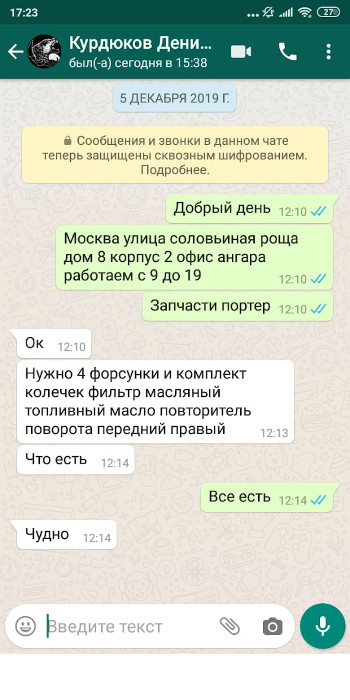 17:23
... 27
Курдюков Дени...
был(-а) сегодня в 15:38
5 ДЕКАБРЯ 2019 Г.
Сообщения и звонки в данном чате
теперь защищены сквозным шифрованием.
Подробнее.
Добрый день 12:10
Москва улица соловьиная роща
дом 8 корпус 2 офис ангара
работаем с 9 до 19
12:10
Запчасти портер 12:10
Ок 12:10
Нужно 4 форсунки и комплект
колечек фильтр масляный
топливный масло повторитель
поворота передний правый 12:13
Что есть 12:14
Все есть 12:14
Чудно 12:14
Введите текст